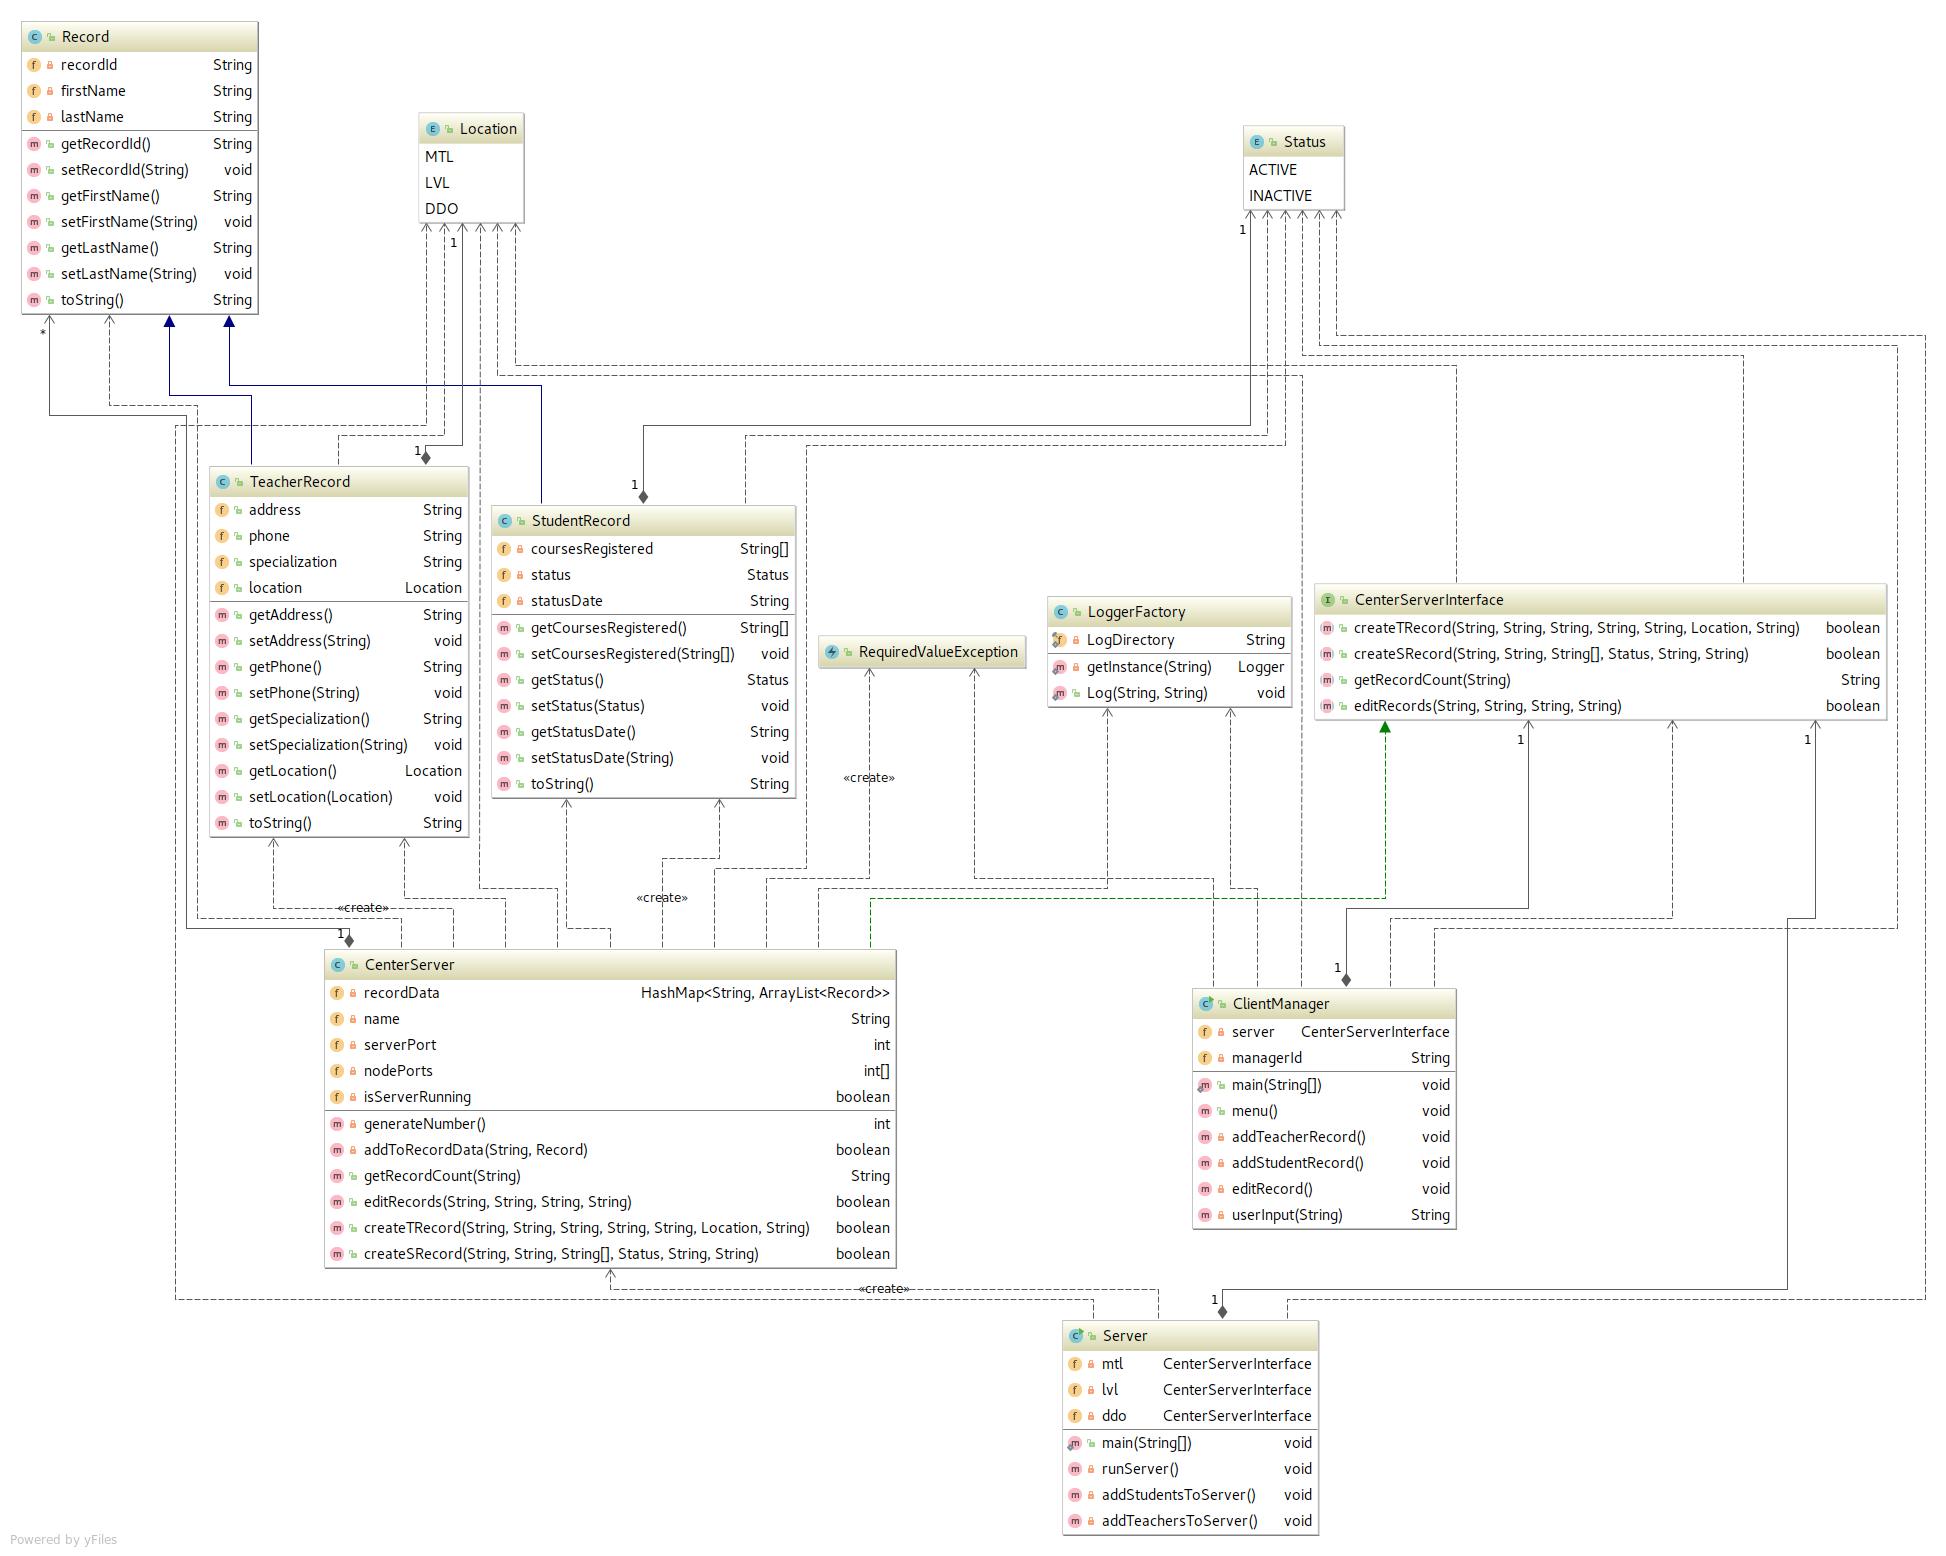 Record
recordId String
firstName String
lastName String
getRecordId() String
setRecordId(String) void
getFirstName() String
setFirstName(String) void
getLastName() String
setLastName(String) void
toString() String
*
Location
MTL
LVL
DDO
1
Status
ACTIVE
INACTIVE
1
1
TeacherRecord
address String
phone String
specialization String
location Location
getAddress() String
setAddress(String) void
getPhone() String
setPhone(String) void
getSpecialization() String
setSpecialization(String) void
getLocation() Location
setLocation(Location) void
toString() String
1
StudentRecord
coursesRegistered String[]
status Status
statusDate String
getCoursesRegistered() String[]
setCoursesRegistered(String[]) void
getStatus() Status
setStatus(Status) void
getStatusDate() String
setStatusDate(String) void
toString() String
RequiredValueException
«create»
LoggerFactory
LogDirectory String
getInstance(String) Logger
Log(String, String) void
CenterServerInterface
createTRecord(String, String, String, String, String, Location, String) boolean
createSRecord(String, String, String[], Status, String, String) boolean
getRecordCount(String) String
editRecords(String, String, String, String) boolean
1
1
«create»
«create»
1
CenterServer
recordData HashMap<String, ArrayList<Record>>
name String
serverPort int
nodePorts int[]
isServerRunning boolean
generateNumber() int
addToRecordData(String, Record) boolean
getRecordCount(String) String
editRecords(String, String, String, String) boolean
createTRecord(String, String, String, String, String, Location, String) boolean
createSRecord(String, String, String[], Status, String, String) boolean
1
ClientManager
server CenterServerInterface
managerId String
main(String[]) void
menu() void
addTeacherRecord() void
addStudentRecord() void
editRecord() void
userInput(String) String
«create»
1
Server
mtl CenterServerInterface
lvl CenterServerInterface
ddo CenterServerInterface
main(String[]) void
runServer() void
addStudentsToServer() void
addTeachersToServer() void
Powered by yFiles